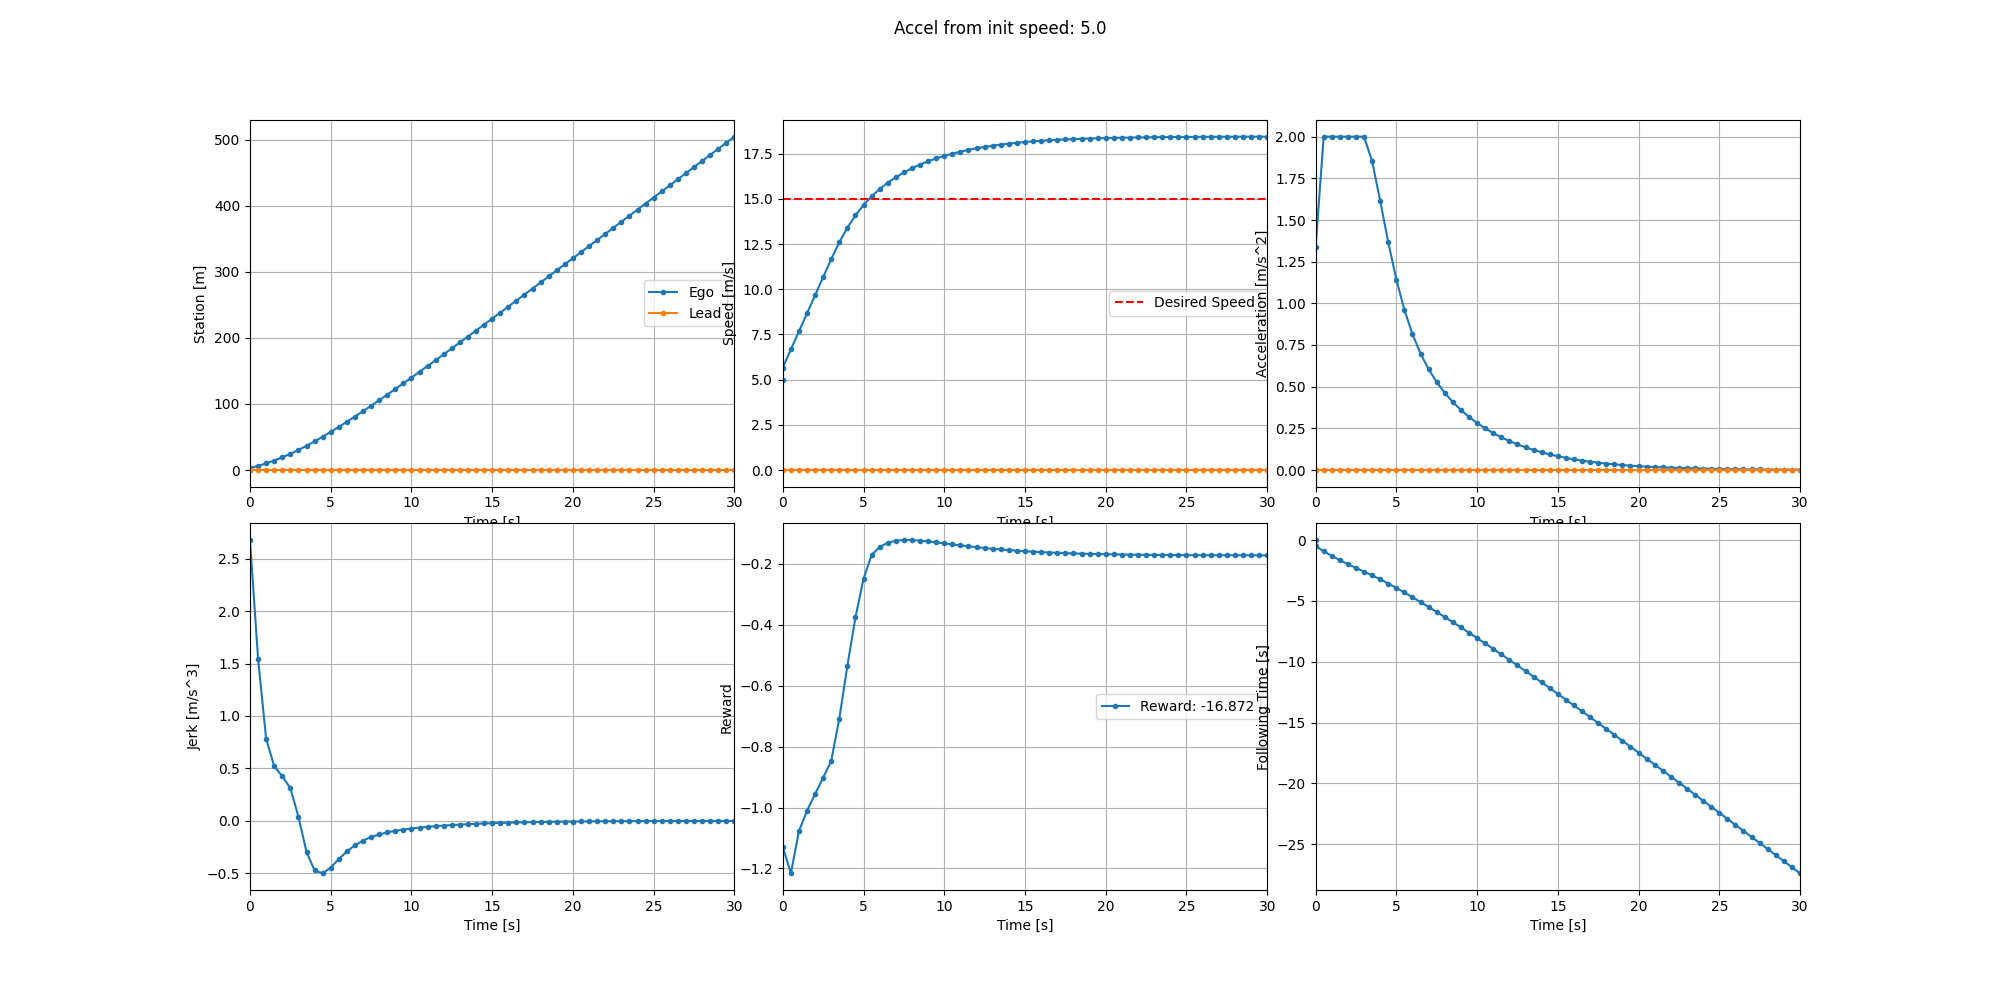 Accel from init speed: 5.0
Station [m]
500
400
300
200
100
0
0 5 10 15 20 25 30
Time [s]
Ego
Lead
Speed [m/s]
17.5
15.0
12.5
10.0
7.5
5.0
2.5
0.0
0 5 10 15 20 25 30
Time [s]
Desired Speed
Acceleration [m/s^2]
2.00
1.75
1.50
1.25
1.00
0.75
0.50
0.25
0.00
0 5 10 15 20 25 30
Time [s]
Jerk [m/s^3]
2.5
2.0
1.5
1.0
0.5
0.0
−0.5
0 5 10 15 20 25 30
Time [s]
Reward
−0.2
−0.4
−0.6
−0.8
−1.0
−1.2
0 5 10 15 20 25 30
Time [s]
Reward: -16.872
Following Time [s]
0
−5
−10
−15
−20
−25
0 5 10 15 20 25 30
Time [s]